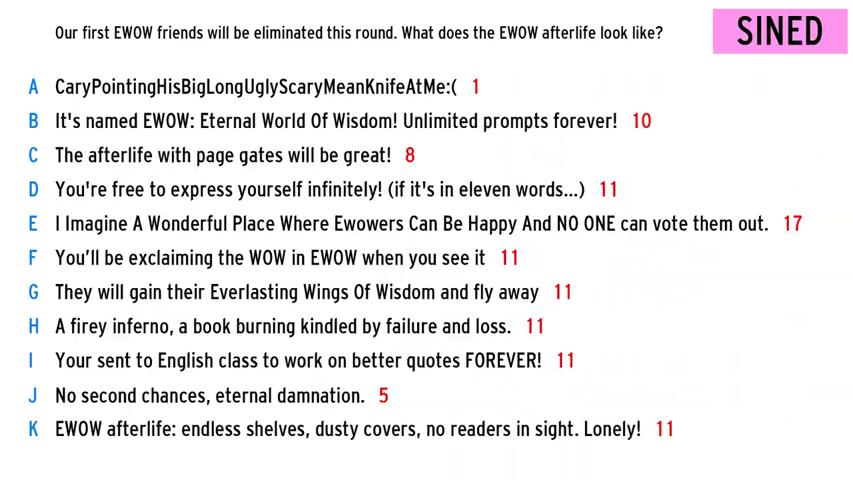 Our first EWOW friends will be eliminated this round. What does the EWOW afterlife look like?
SINED
A CaryPointingHisBigLongUglyScaryMeanKnifeAtMe:( 1
B It's named EWOW: Eternal World Of Wisdom! Unlimited prompts forever! 10
C The afterlife with page gates will be great! 8
D You're free to express yourself infinitely! (if it's in eleven words...) 11
E I Imagine A Wonderful Place Where Ewowers Can Be Happy And NO ONE can vote them out. 17
F You’ll be exclaiming the WOW in EWOW when you see it 11
G They will gain their Everlasting Wings Of Wisdom and fly away 11
H A firey inferno, a book burning kindled by failure and loss. 11
I Your sent to English class to work on better quotes FOREVER! 11
J No second chances, eternal damnation. 5
K EWOW afterlife: endless shelves, dusty covers, no readers in sight. Lonely! 11